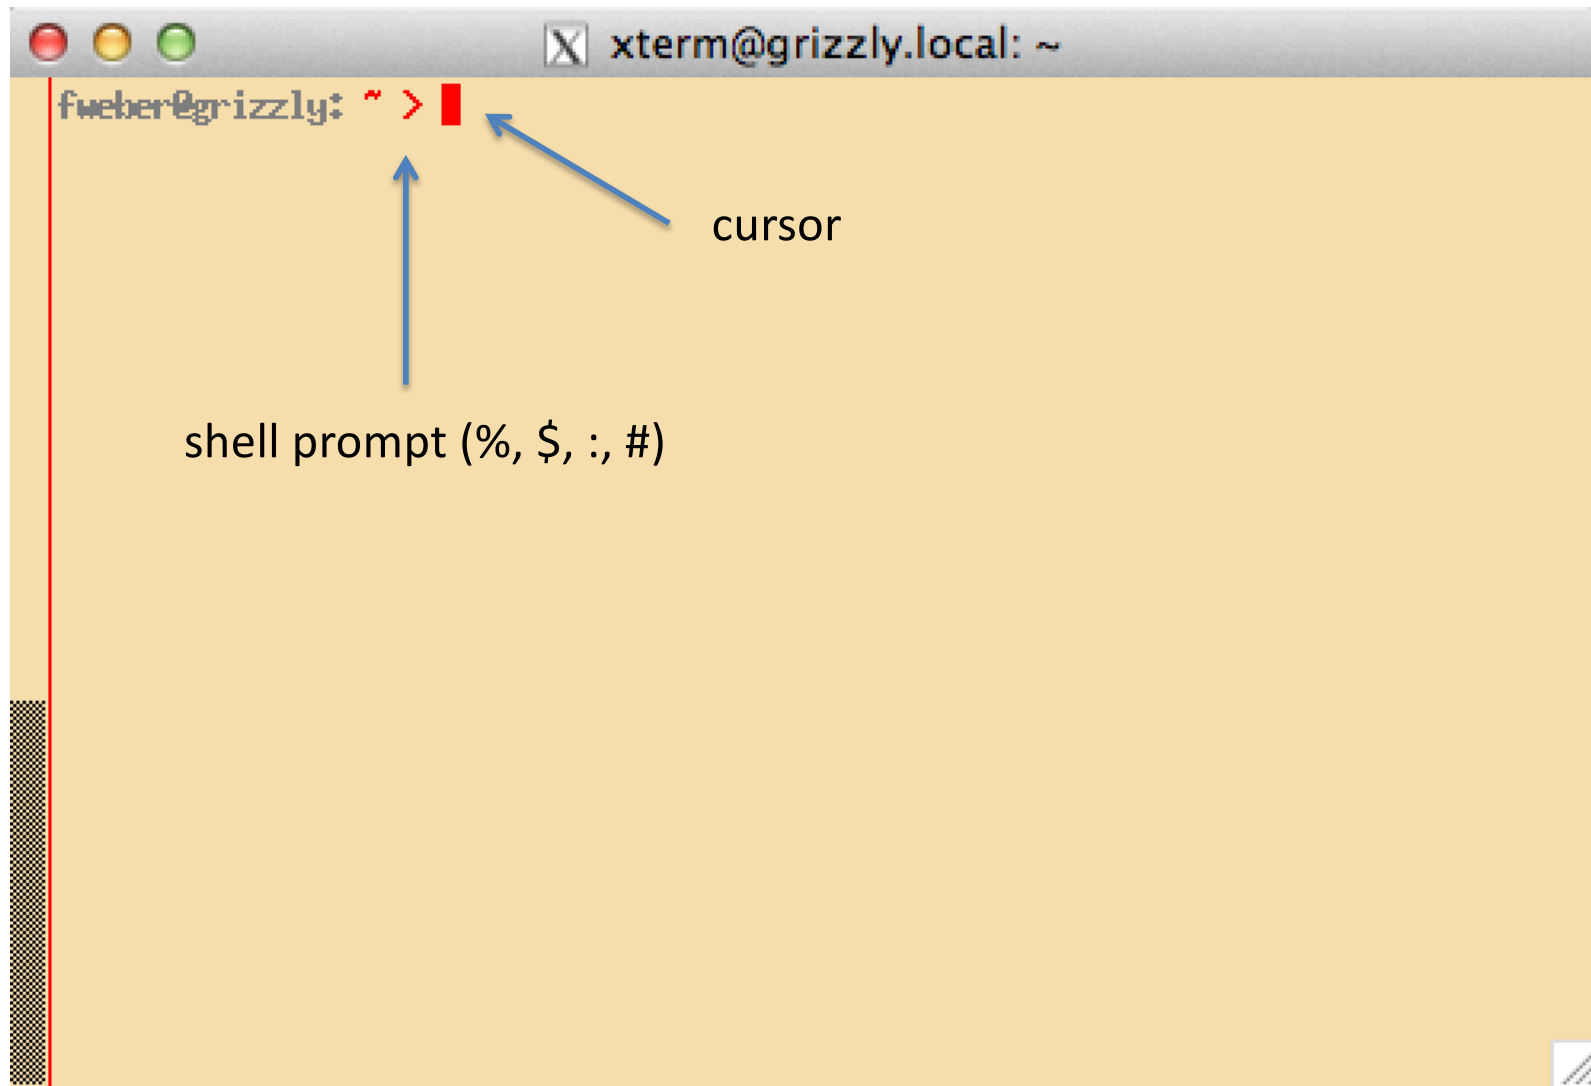 X xterm@grizzly.local: ~
fweber@grizzly: ~ >
cursor
shell prompt (%, $, :, #)